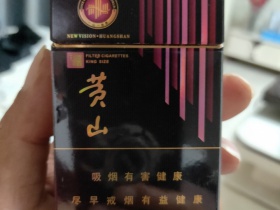 NEW VISION·HUANGSHAN
FILTER CIGARETTES
KING SIZE
黄山
吸烟有害健康
尽早戒烟有益健康